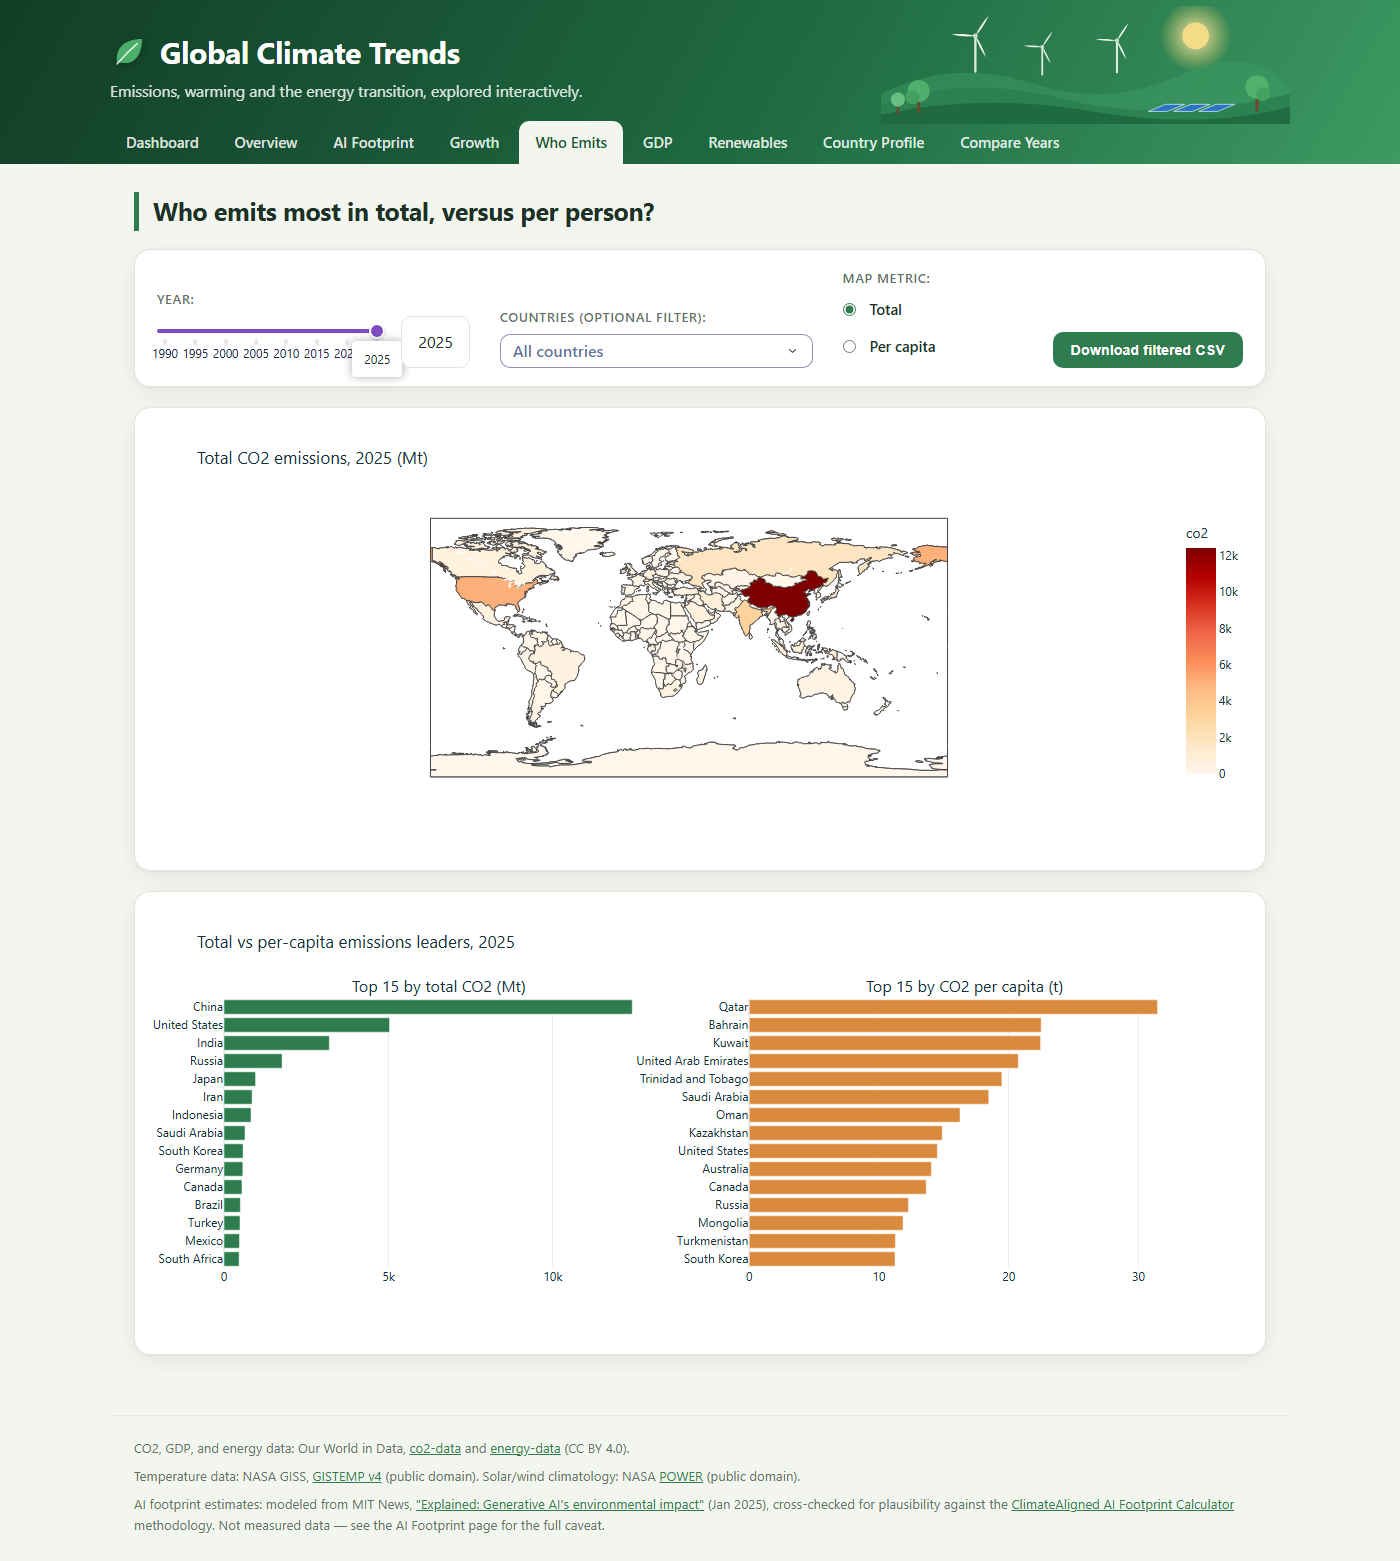 Global Climate Trends
Emissions, warming and the energy transition, explored interactively.
Dashboard Overview AI Footprint Growth Who Emits GDP Renewables Country Profile Compare Years
Who emits most in total, versus per person?
YEAR:
1990 1995 2000 2005 2010 2015 202
2025
2025
COUNTRIES (OPTIONAL FILTER):
All countries
MAP METRIC:
Total
Per capita
Download filtered CSV
Total CO2 emissions, 2025 (Mt)
co2
12k
10k
8k
6k
4k
2k
0
Total vs per-capita emissions leaders, 2025
Top 15 by total CO2 (Mt)
China
United States
India
Russia
Japan
Iran
Indonesia
Saudi Arabia
South Korea
Germany
Canada
Brazil
Turkey
Mexico
South Africa
0 5k 10k
Top 15 by CO2 per capita (t)
Qatar
Bahrain
Kuwait
United Arab Emirates
Trinidad and Tobago
Saudi Arabia
Oman
Kazakhstan
United States
Australia
Canada
Russia
Mongolia
Turkmenistan
South Korea
0 10 20 30
CO2, GDP, and energy data: Our World in Data, co2-data and energy-data (CC BY 4.0).
Temperature data: NASA GISS, GISTEMP v4 (public domain). Solar/wind climatology: NASA POWER (public domain).
AI footprint estimates: modeled from MIT News, "Explained: Generative AI's environmental impact" (Jan 2025), cross-checked for plausibility against the ClimateAligned AI Footprint Calculator
methodology. Not measured data — see the AI Footprint page for the full caveat.